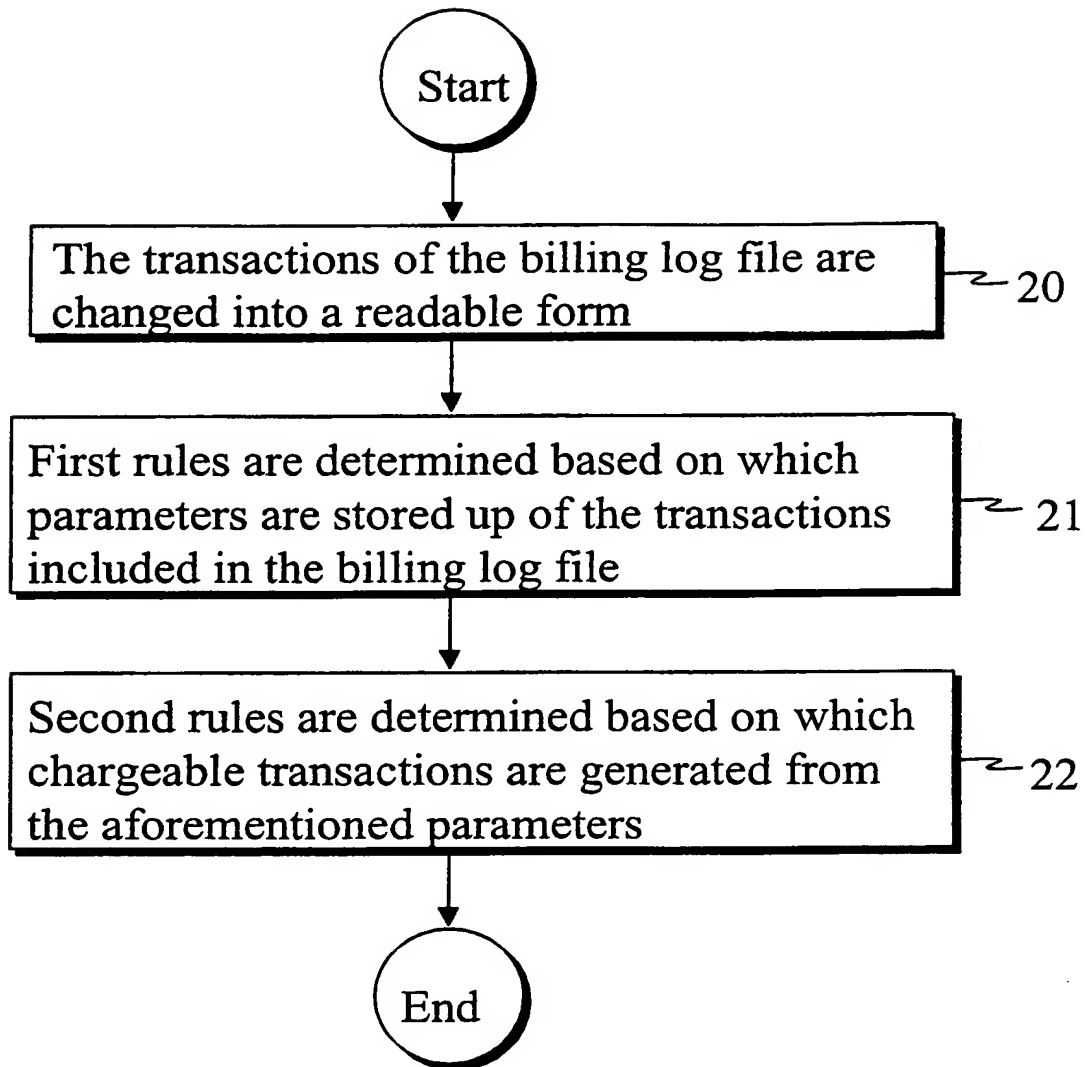 Start
The transactions of the billing log file are
changed into a readable form
20
First rules are determined based on which
parameters are stored up of the transactions
included in the billing log file
21
Second rules are determined based on which
chargeable transactions are generated from
the aforementioned parameters
22
End